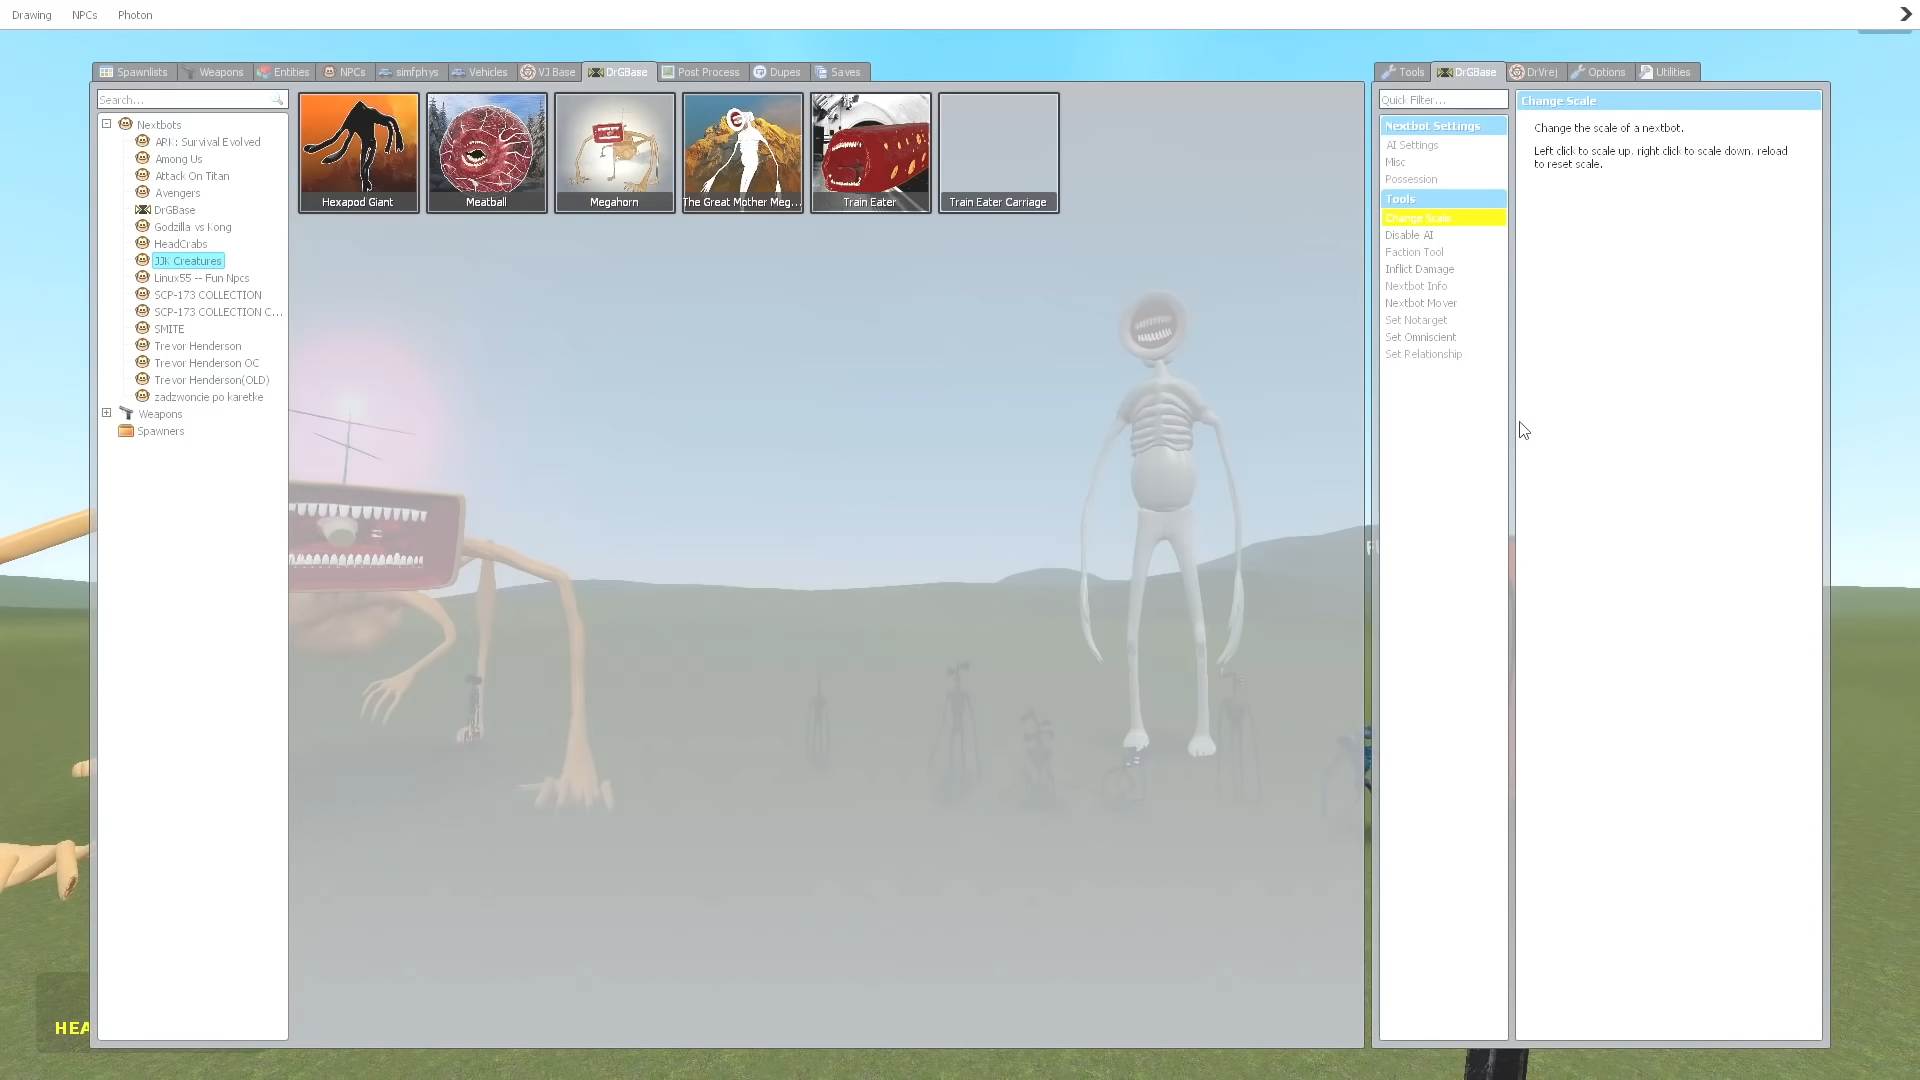 Drawing NPCs Photon
Spawnlists Weapons Entities NPCs simfphys Vehicles VJ Base DrGBase Post Process Dupes Saves
Search...
Nextbots
ARK: Survival Evolved
Among Us
Attack On Titan
Avengers
DrGBase
Godzilla vs Kong
HeadCrabs
JJK Creatures
Linux55 -- Fun Npcs
SCP-173 COLLECTION
SCP-173 COLLECTION C...
SMITE
Trevor Henderson
Trevor Henderson OC
Trevor Henderson(OLD)
zadzwoncie po karetke
Weapons
Spawners
Hexapod Giant
Meatball
Megahorn
The Great Mother Meg...
Train Eater
Train Eater Carriage
Tools DrGBase DrVrej Options Utilities
Quick Filter...
Nextbot Settings
AI Settings
Misc
Possession
Tools
Change Scale
Disable AI
Faction Tool
Inflict Damage
Nextbot Info
Nextbot Mover
Set Notarget
Set Omniscient
Set Relationship
Change Scale
Change the scale of a nextbot.
Left click to scale up, right click to scale down, reload
to reset scale.
HEA